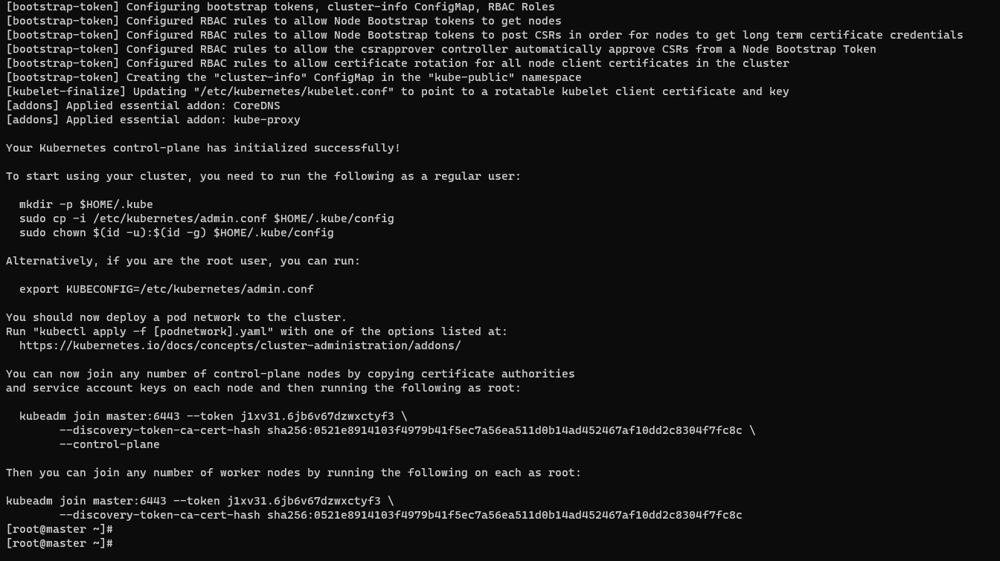 [bootstrap-token] Configuring bootstrap tokens, cluster-info ConfigMap, RBAC Roles
[bootstrap-token] Configured RBAC rules to allow Node Bootstrap tokens to get nodes
[bootstrap-token] Configured RBAC rules to allow Node Bootstrap tokens to post CSRs in order for nodes to get long term certificate credentials
[bootstrap-token] Configured RBAC rules to allow the csrapprover controller automatically approve CSRs from a Node Bootstrap Token
[bootstrap-token] Configured RBAC rules to allow certificate rotation for all node client certificates in the cluster
[bootstrap-token] Creating the "cluster-info" ConfigMap in the "kube-public" namespace
[kubelet-finalize] Updating "/etc/kubernetes/kubelet.conf" to point to a rotatable kubelet client certificate and key
[addons] Applied essential addon: CoreDNS
[addons] Applied essential addon: kube-proxy

Your Kubernetes control-plane has initialized successfully!

To start using your cluster, you need to run the following as a regular user:

  mkdir -p $HOME/.kube
  sudo cp -i /etc/kubernetes/admin.conf $HOME/.kube/config
  sudo chown $(id -u):$(id -g) $HOME/.kube/config

Alternatively, if you are the root user, you can run:

  export KUBECONFIG=/etc/kubernetes/admin.conf

You should now deploy a pod network to the cluster.
Run "kubectl apply -f [podnetwork].yaml" with one of the options listed at:
  https://kubernetes.io/docs/concepts/cluster-administration/addons/

You can now join any number of control-plane nodes by copying certificate authorities
and service account keys on each node and then running the following as root:

  kubeadm join master:6443 --token j1xv31.6jb6v67dzwxctyf3 \
        --discovery-token-ca-cert-hash sha256:0521e8914103f4979b41f5ec7a56ea511d0b14ad452467af10dd2c8304f7fc8c \
        --control-plane

Then you can join any number of worker nodes by running the following on each as root:

kubeadm join master:6443 --token j1xv31.6jb6v67dzwxctyf3 \
        --discovery-token-ca-cert-hash sha256:0521e8914103f4979b41f5ec7a56ea511d0b14ad452467af10dd2c8304f7fc8c
[root@master ~]#
[root@master ~]#